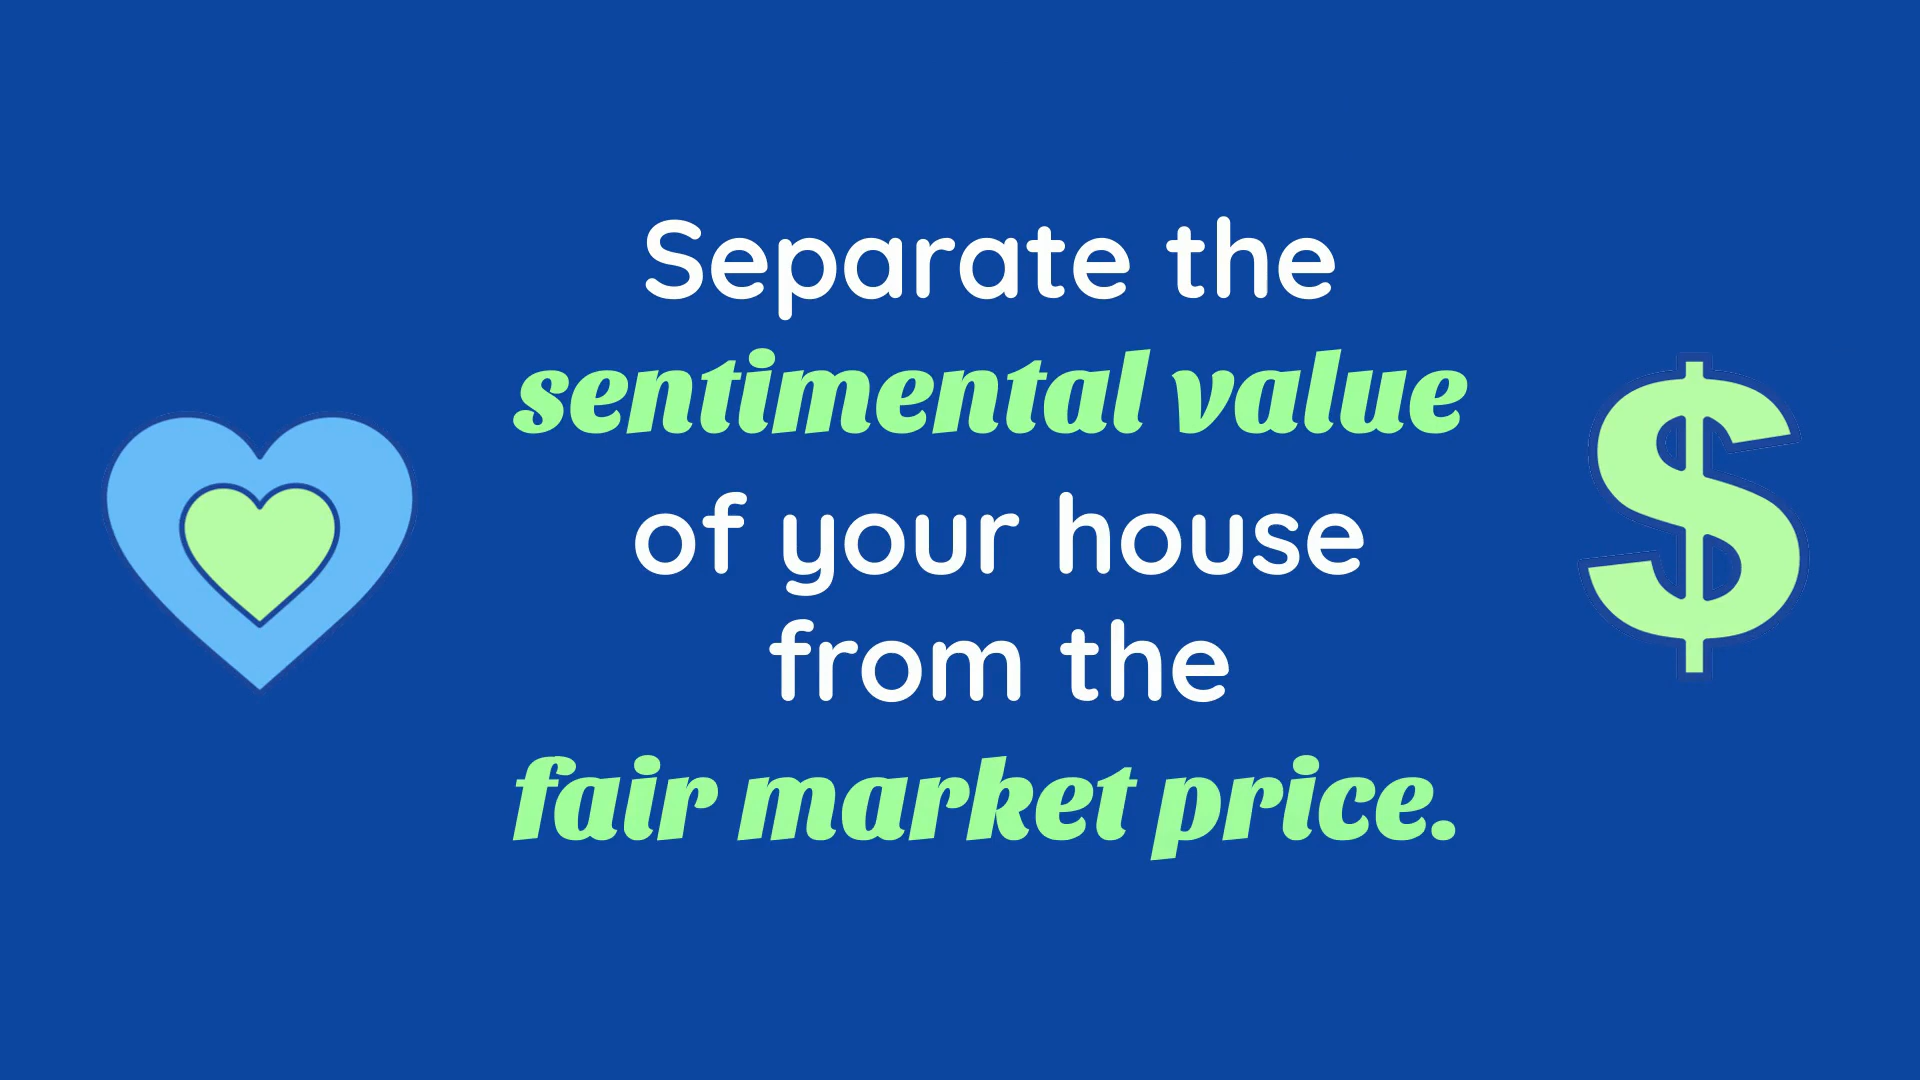 Separate the
sentimental value
of your house
from the
fair market price.
$